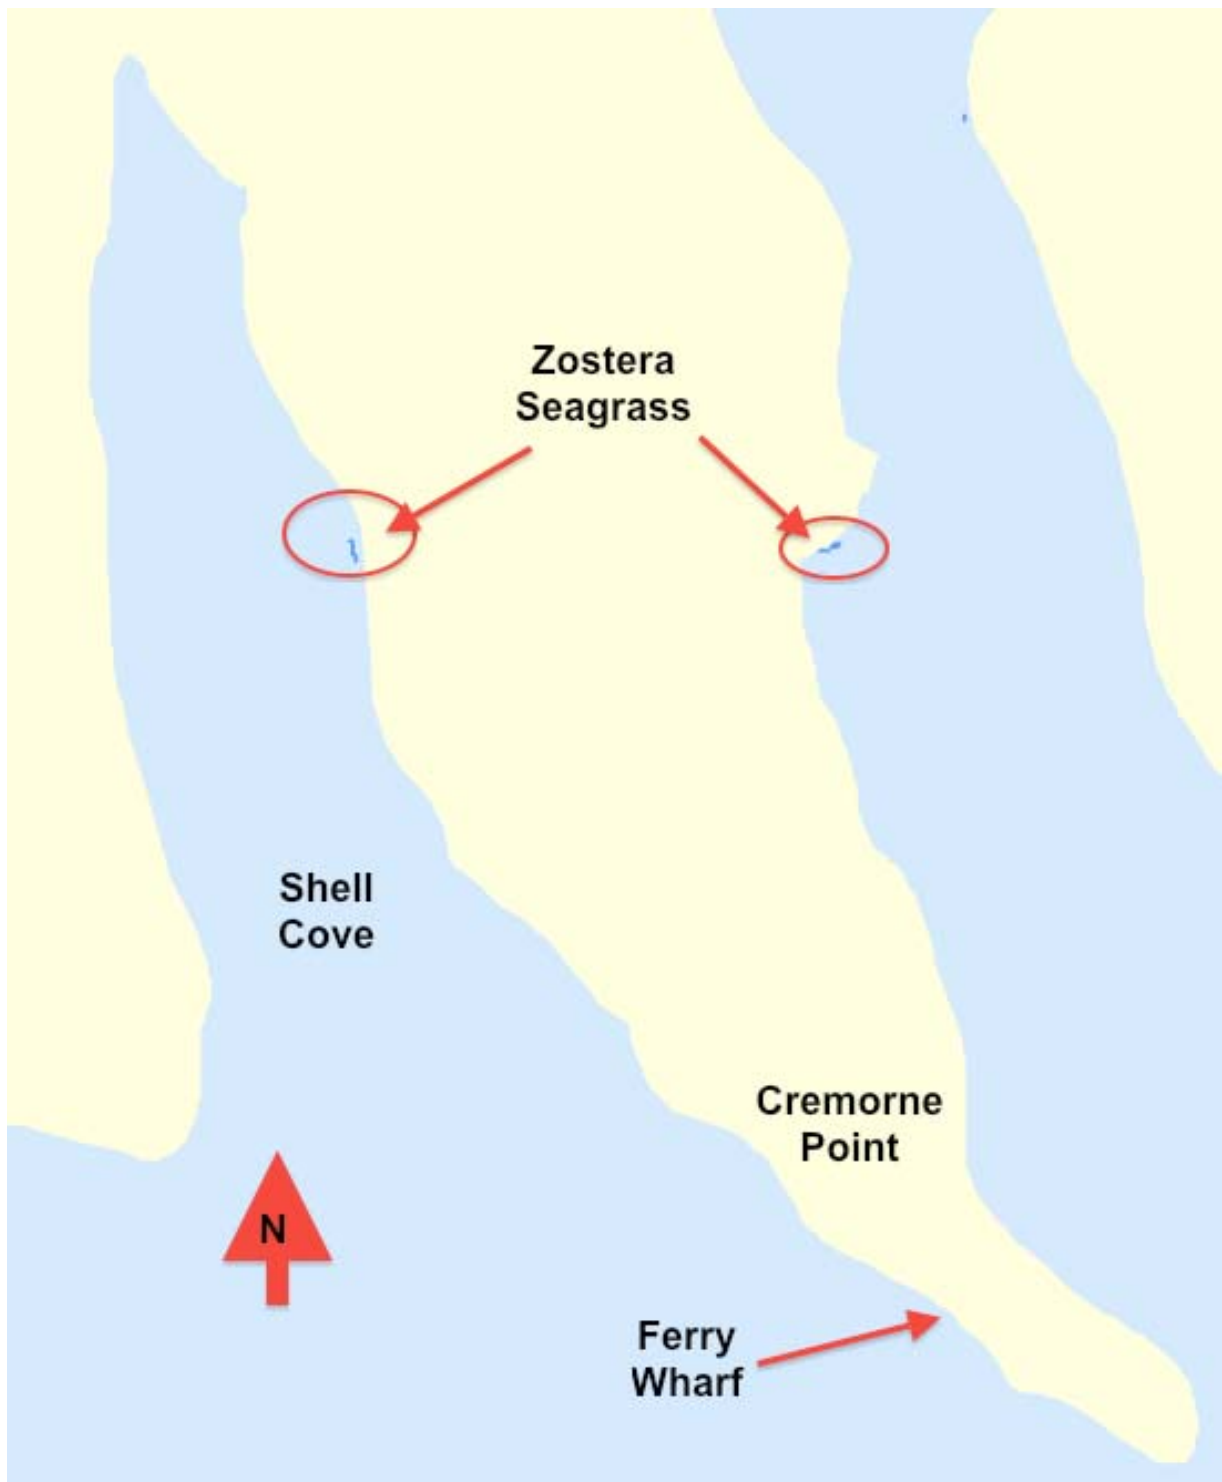 Zostera
Seagrass
Shell
Cove
Cremorne
Point
N
Ferry
Wharf